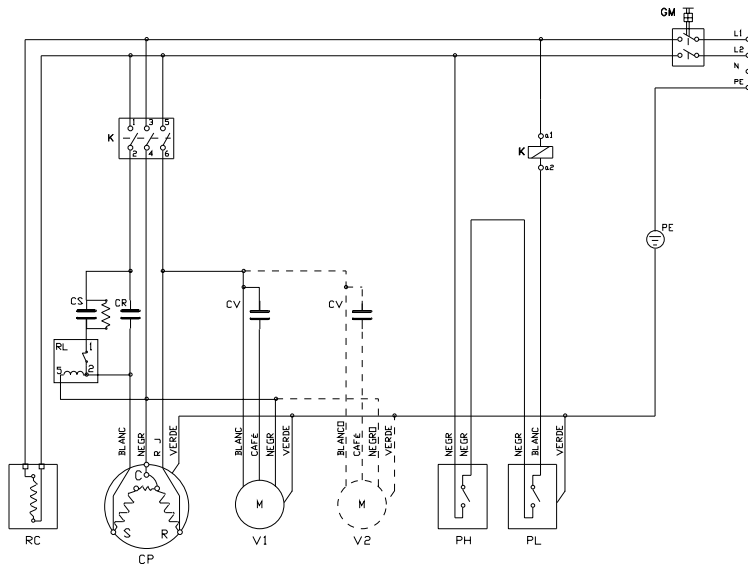 GM
L1
L2
N
PE
1 3 5
K
2 4 6
a1
K
a2
PE
CS CR CV CV
RL 1
5 2
BLANC NEGR R J VERDE BLANC CAFÉ NEGR VERDE BLANCO CAFÉ NEGRO VERDE NEGR NEGR NEGR BLANC VERDE
C
S R M M
RC CP V1 V2 PH PL